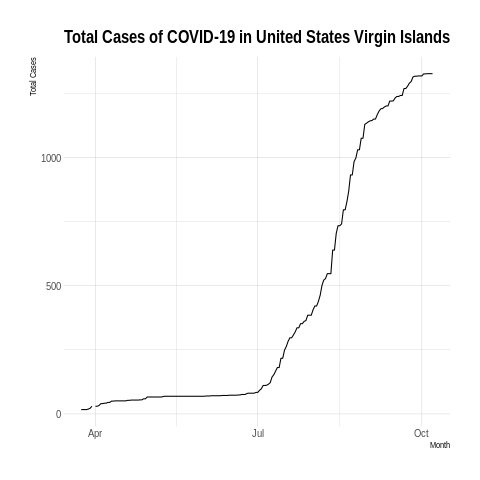 Total Cases of COVID-19 in United States Virgin Islands
Total Cases
1000
500
0
Apr Jul Oct
Month